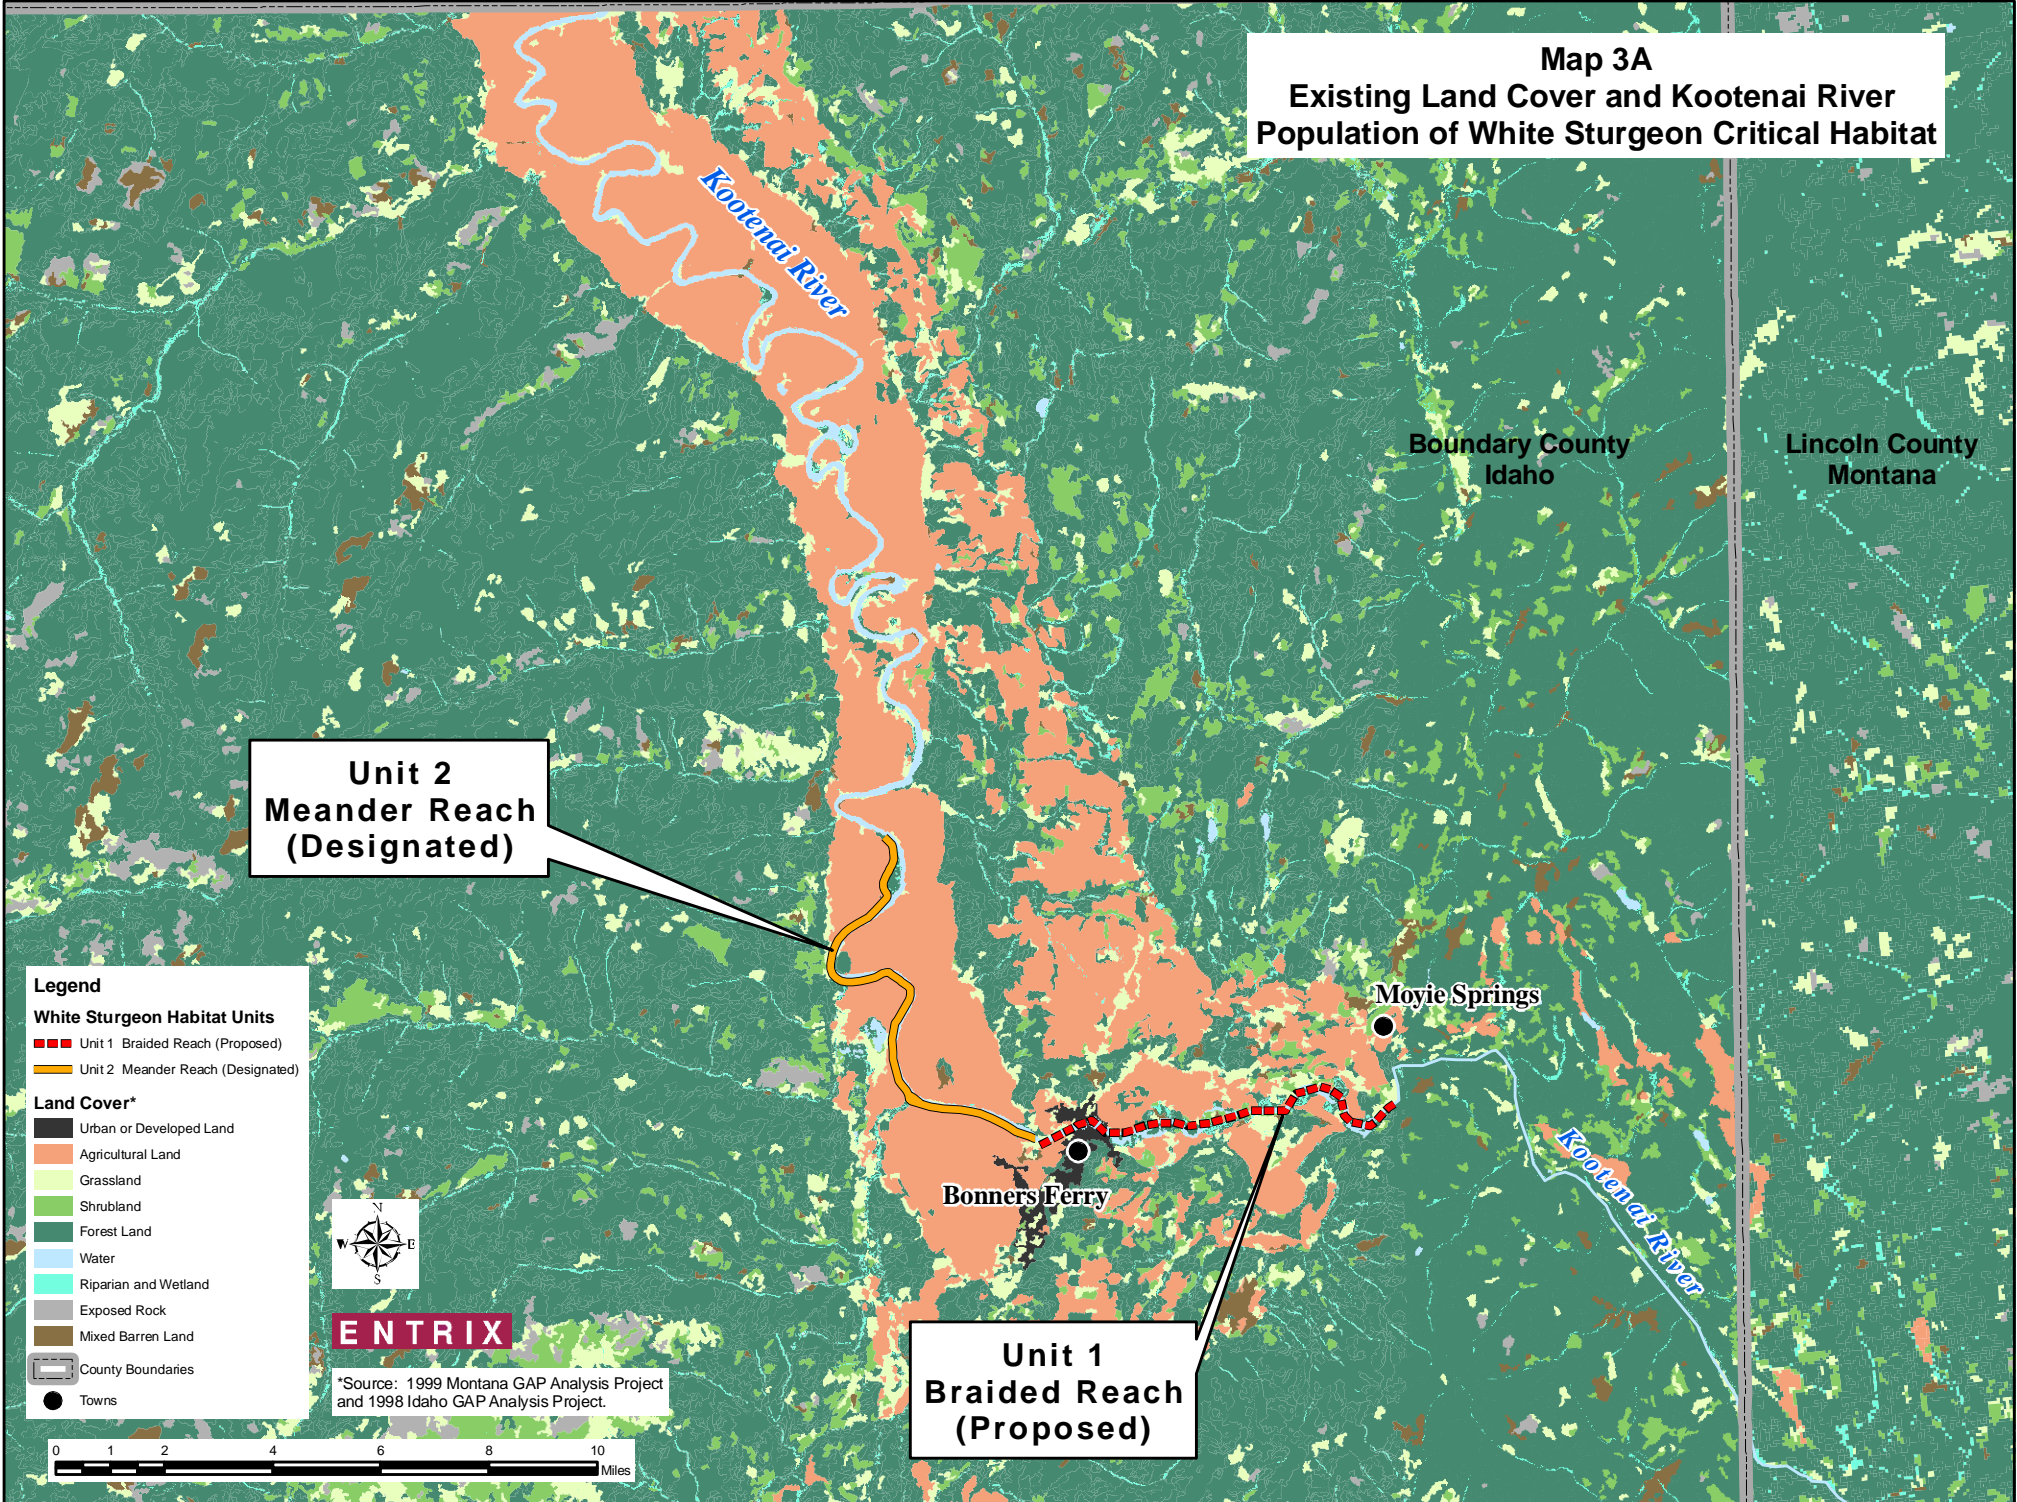 Map 3A
Existing Land Cover and Kootenai River
Population of White Sturgeon Critical Habitat
Kootenai River
Boundary County
Idaho
Lincoln County
Montana
Unit 2
Meander Reach
(Designated)
Moyie Springs
Bonners Ferry
Kootenai River
Unit 1
Braided Reach
(Proposed)
Legend
White Sturgeon Habitat Units
Unit 1 Braided Reach (Proposed)
Unit 2 Meander Reach (Designated)
Land Cover*
Urban or Developed Land
Agricultural Land
Grassland
Shrubland
Forest Land
Water
Riparian and Wetland
Exposed Rock
Mixed Barren Land
County Boundaries
Towns
N
W E
S
ENTRIX
*Source: 1999 Montana GAP Analysis Project
and 1998 Idaho GAP Analysis Project.
0 1 2 4 6 8 10
Miles